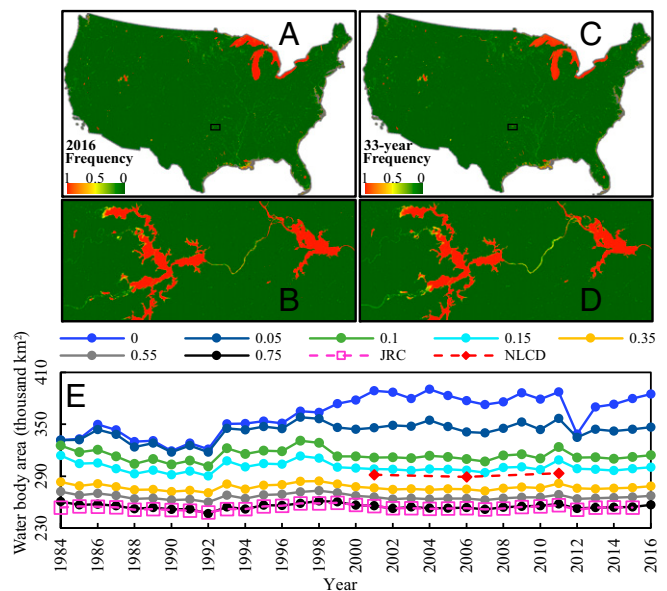 A
2016
Frequency
1 0.5 0
C
33-year
Frequency
1 0.5 0
B
D
0 0.05 0.1 0.15 0.35
0.55 0.75 JRC NLCD
E
Water body area (thousand km²)
410
350
290
230
1984 1986 1988 1990 1992 1994 1996 1998 2000 2002 2004 2006 2008 2010 2012 2014 2016
Year